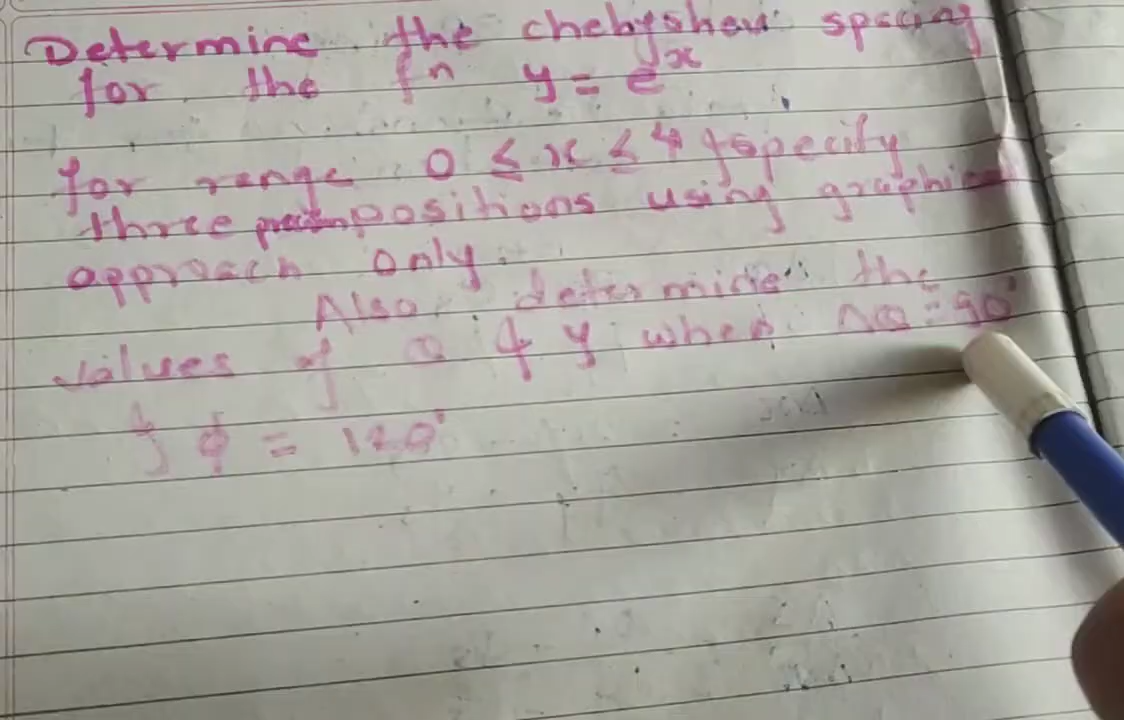 Determine the chebyshev spacing
for the fn y = e^x
for range 0 ≤ x ≤ 4 & specify
three positions using graphical
approach only.
Also determine the
values of θ & y when Δθ = 90°
& ϕ = 120°